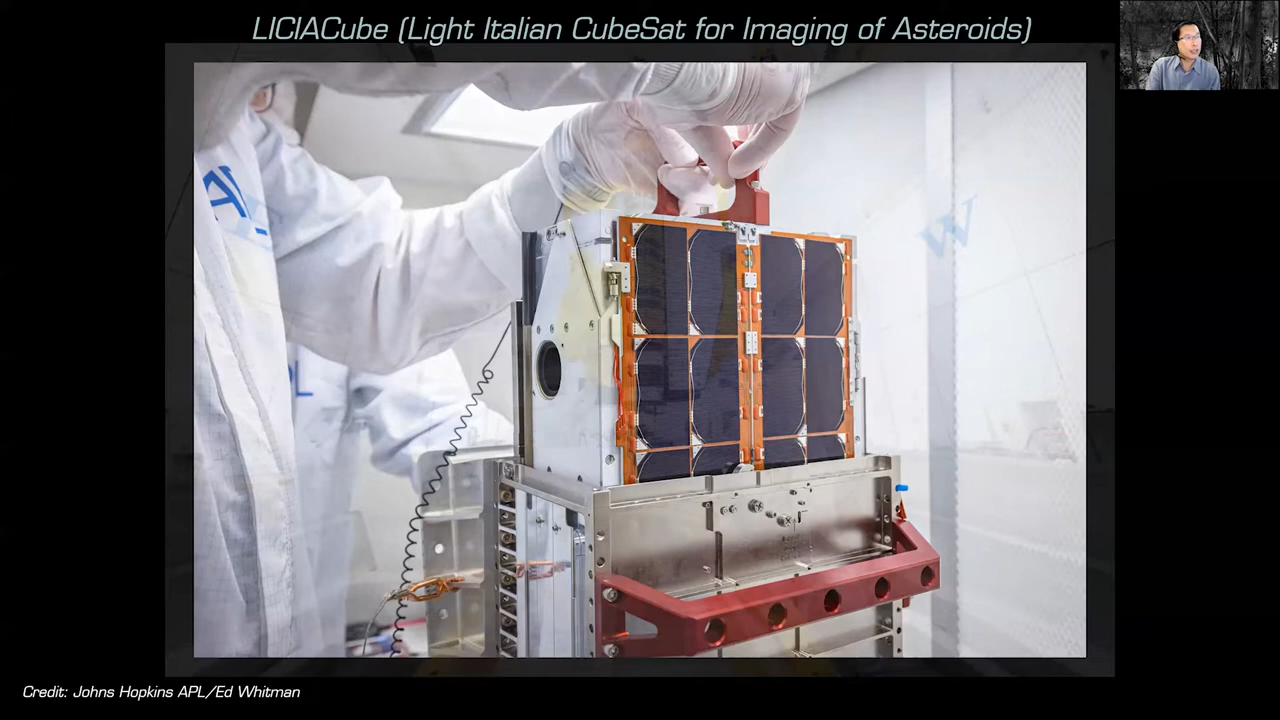 LICIACube (Light Italian CubeSat for Imaging of Asteroids)
W
Credit: Johns Hopkins APL/Ed Whitman